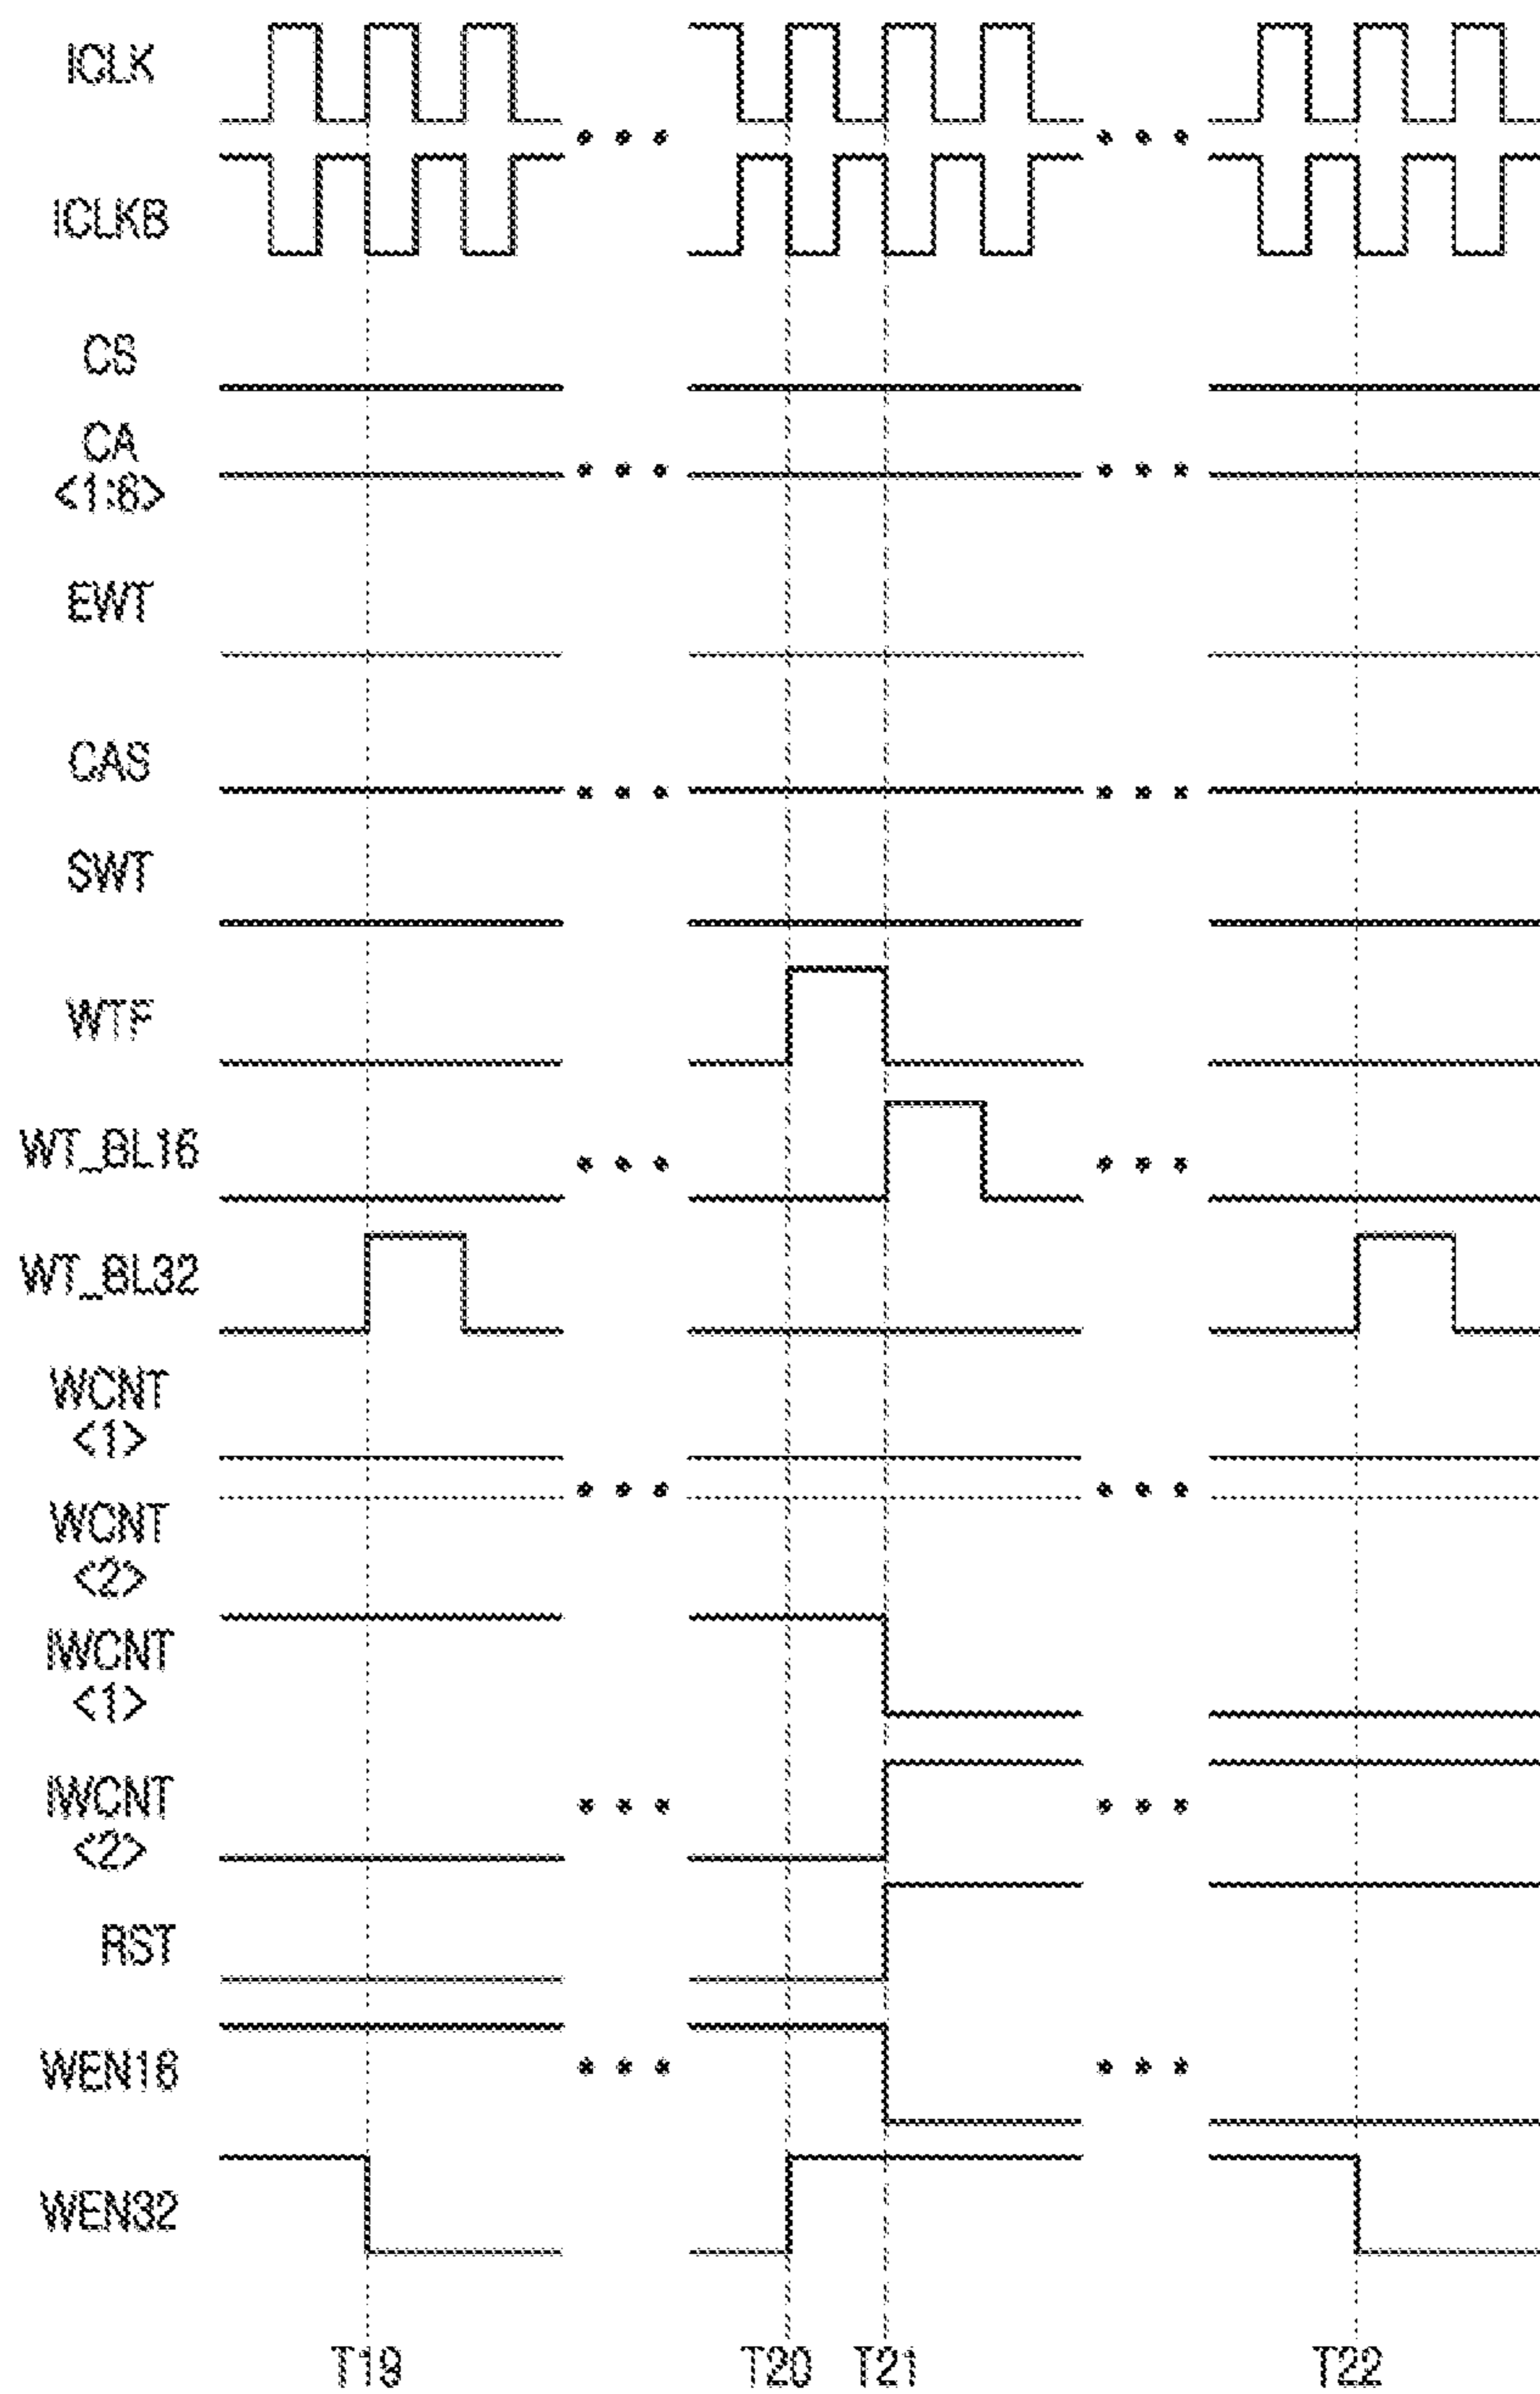 ICLK
ICLKB
CS
CA
<1:6>
EWT
CAS
SWT
WTF
WT_BL16
WT_BL32
WCNT
<1>
WCNT
<2>
IWCNT
<1>
IWCNT
<2>
RST
WEN16
WEN32
T19 T20 T21 T22